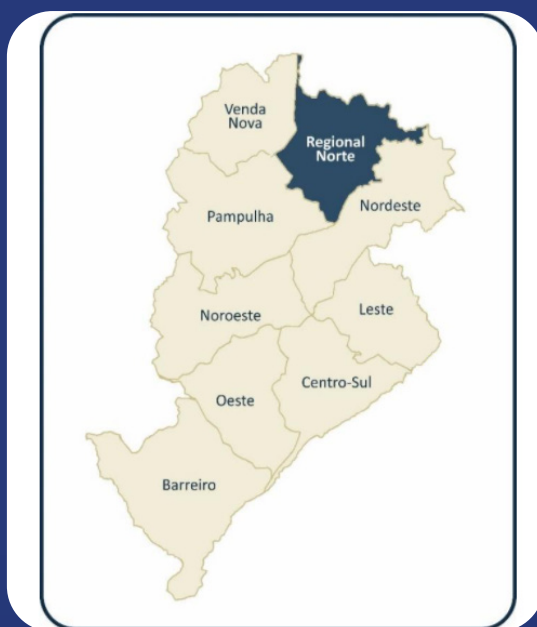 Venda
Nova
Regional
Norte
Nordeste
Pampulha
Leste
Noroeste
Centro-Sul
Oeste
Barreiro